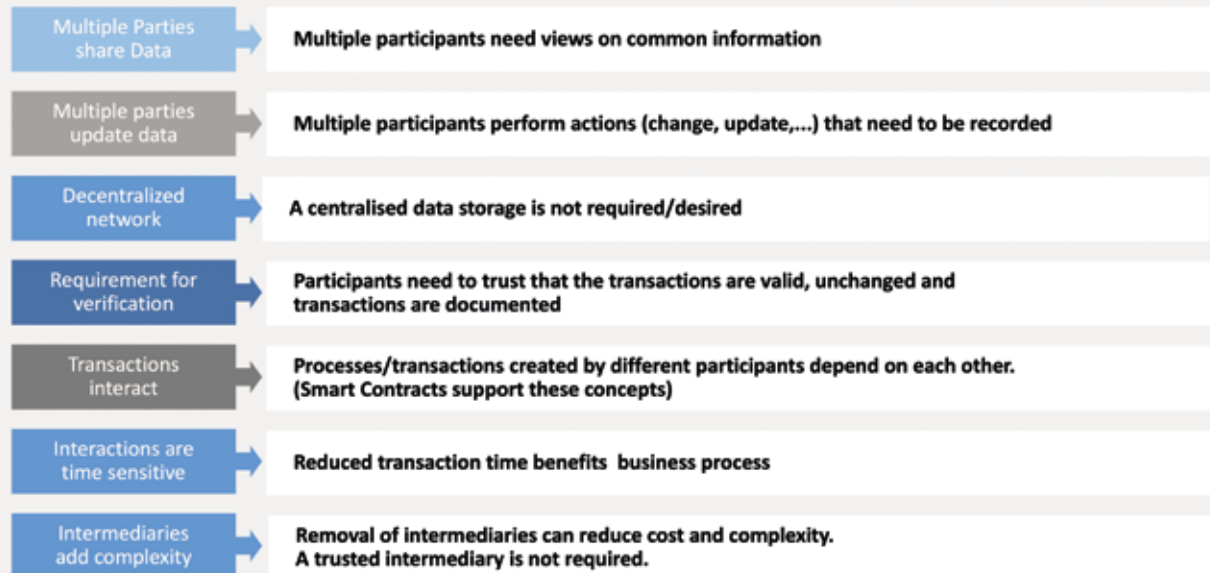 Multiple Parties
share Data
Multiple participants need views on common information
Multiple parties
update data
Multiple participants perform actions (change, update,...) that need to be recorded
Decentralized
network
A centralised data storage is not required/desired
Requirement for
verification
Participants need to trust that the transactions are valid, unchanged and
transactions are documented
Transactions
interact
Processes/transactions created by different participants depend on each other.
(Smart Contracts support these concepts)
Interactions are
time sensitive
Reduced transaction time benefits business process
Intermediaries
add complexity
Removal of intermediaries can reduce cost and complexity.
A trusted intermediary is not required.